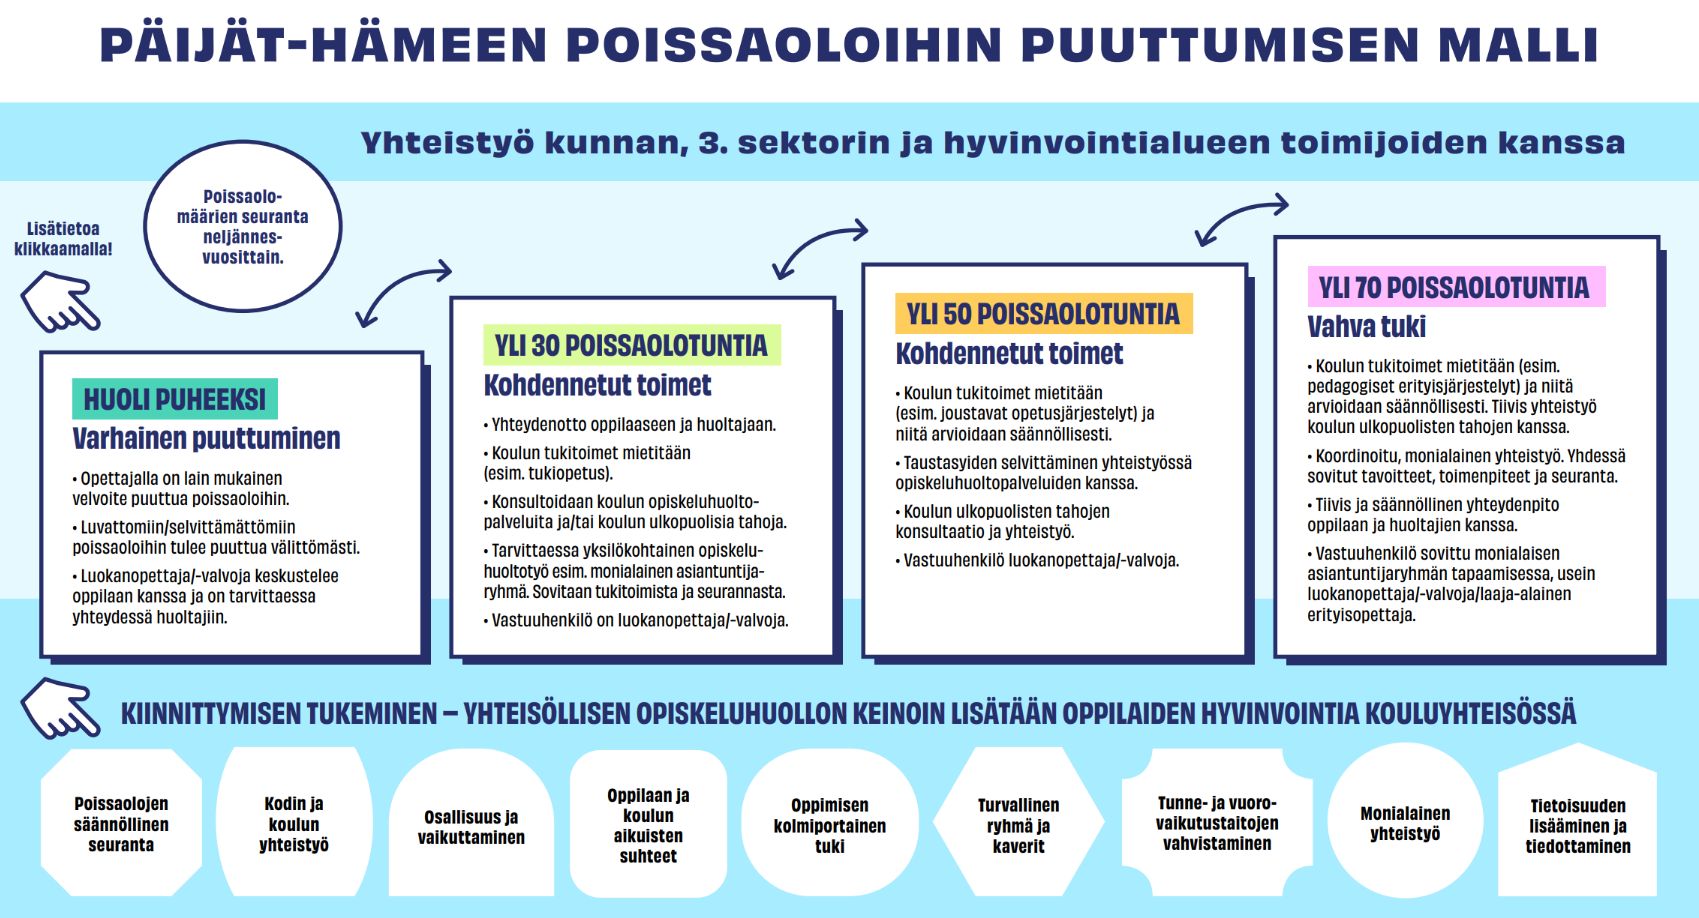 PÄIJÄT-HÄMEEN POISSAOLOIHIN PUUTTUMISEN MALLI
Yhteistyö kunnan, 3. sektorin ja hyvinvointialueen toimijoiden kanssa
Lisätietoa
klikkaamalla!
Poissaolo-
määrien seuranta
neljännes-
vuosittain.
HUOLI PUHEEKSI
Varhainen puuttuminen
• Opettajalla on lain mukainen
velvoite puuttua poissaoloihin.
• Luvattomiin/selvittämättömiin
poissaoloihin tulee puuttua välittömästi.
• Luokanopettaja/-valvoja keskustelee
oppilaan kanssa ja on tarvittaessa
yhteydessä huoltajiin.
YLI 30 POISSAOLOTUNTIA
Kohdennetut toimet
• Yhteydenotto oppilaaseen ja huoltajaan.
• Koulun tukitoimet mietitään
(esim. tukiopetus).
• Konsultoidaan koulun opiskeluhuolto-
palveluita ja/tai koulun ulkopuolisia tahoja.
• Tarvittaessa yksilökohtainen opiskelu-
huoltotyö esim. monialainen asiantuntija-
ryhmä. Sovitaan tukitoimista ja seurannasta.
• Vastuuhenkilö on luokanopettaja/-valvoja.
YLI 50 POISSAOLOTUNTIA
Kohdennetut toimet
• Koulun tukitoimet mietitään
(esim. joustavat opetusjärjestelyt) ja
niitä arvioidaan säännöllisesti.
• Taustasyiden selvittäminen yhteistyössä
opiskeluhuoltopalveluiden kanssa.
• Koulun ulkopuolisten tahojen
konsultaatio ja yhteistyö.
• Vastuuhenkilö luokanopettaja/-valvoja.
YLI 70 POISSAOLOTUNTIA
Vahva tuki
• Koulun tukitoimet mietitään (esim.
pedagogiset erityisjärjestelyt) ja niitä
arvioidaan säännöllisesti. Tiivis yhteistyö
koulun ulkopuolisten tahojen kanssa.
• Koordinoitu, monialainen yhteistyö. Yhdessä
sovitut tavoitteet, toimenpiteet ja seuranta.
• Tiivis ja säännöllinen yhteydenpito
oppilaan ja huoltajien kanssa.
• Vastuuhenkilö sovittu monialaisen
asiantuntijaryhmän tapaamisessa, usein
luokanopettaja/-valvoja/laaja-alainen
erityisopettaja.
KIINNITTYMISEN TUKEMINEN – YHTEISÖLLISEN OPISKELUHUOLLON KEINOIN LISÄTÄÄN OPPILAIDEN HYVINVOINTIA KOULUYHTEISÖSSÄ
Poissaolojen
säännöllinen
seuranta
Kodin ja
koulun
yhteistyö
Osallisuus ja
vaikuttaminen
Oppilaan ja
koulun
aikuisten
suhteet
Oppimisen
kolmiportainen
tuki
Turvallinen
ryhmä ja
kaverit
Tunne- ja vuoro-
vaikutustaitojen
vahvistaminen
Monialainen
yhteistyö
Tietoisuuden
lisääminen ja
tiedottaminen